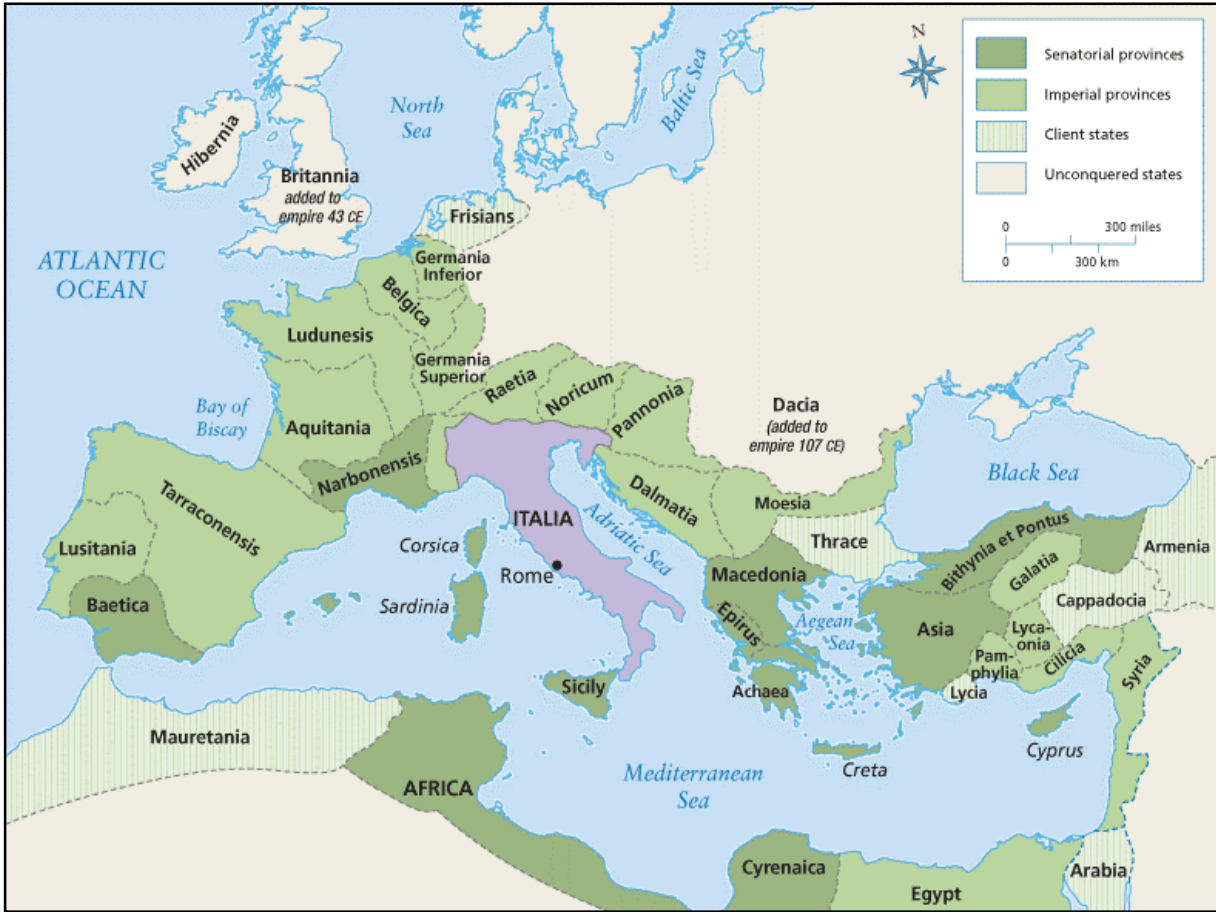 N
Senatorial provinces
Imperial provinces
Client states
Unconquered states
0
300 miles
0
300 km
North
Sea
Baltic Sea
Hibernia
Britannia
added to
empire 43 CE
Frisians
ATLANTIC
OCEAN
Germania
Inferior
Belgica
Ludunesis
Germania
Superior
Raetia
Noricum
Pannonia
Bay of
Biscay
Aquitania
Dacia
(added to
empire 107 CE)
Narbonensis
Black Sea
Tarraconensis
Dalmatia
Moesia
ITALIA
Adriatic Sea
Thrace
Bithynia et Pontus
Armenia
Lusitania
Corsica
Rome
Macedonia
Galatia
Cappadocia
Baetica
Sardinia
Epirus
Aegean
Sea
Asia
Lyca-
onia
Pam-
phylia
Cilicia
Syria
Sicily
Achaea
Lycia
Mauretania
Cyprus
Creta
AFRICA
Mediterranean
Sea
Cyrenaica
Egypt
Arabia